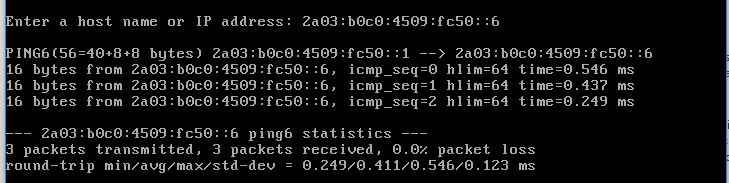 Enter a host name or IP address: 2a03:b0c0:4509:fc50::6
PING6(56=40+8+8 bytes) 2a03:b0c0:4509:fc50::1 --> 2a03:b0c0:4509:fc50::6
16 bytes from 2a03:b0c0:4509:fc50::6, icmp_seq=0 hlim=64 time=0.546 ms
16 bytes from 2a03:b0c0:4509:fc50::6, icmp_seq=1 hlim=64 time=0.437 ms
16 bytes from 2a03:b0c0:4509:fc50::6, icmp_seq=2 hlim=64 time=0.249 ms
--- 2a03:b0c0:4509:fc50::6 ping6 statistics ---
3 packets transmitted, 3 packets received, 0.0% packet loss
round-trip min/avg/max/std-dev = 0.249/0.411/0.546/0.123 ms